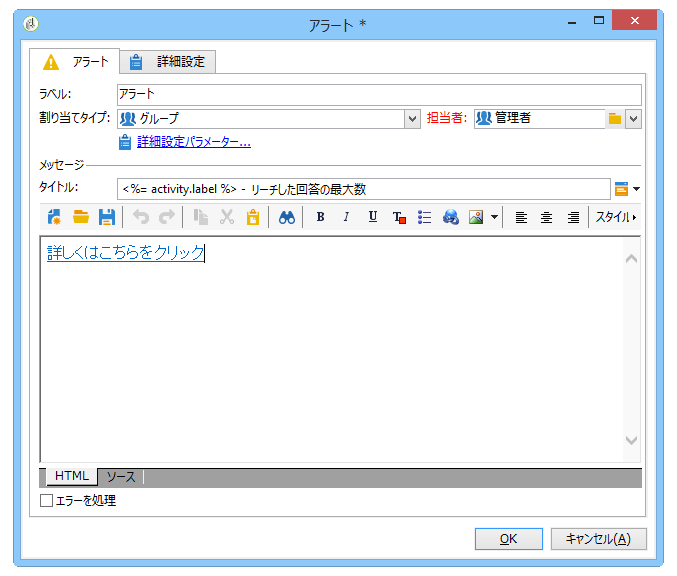 アラート *
アラート 詳細設定
ラベル: アラート
割り当てタイプ: グループ 担当者: 管理者
詳細設定パラメーター...
メッセージ
タイトル: <%= activity.label %> - リーチした回答の最大数
B I U T スタイル
詳しくはこちらをクリック
HTML ソース
エラーを処理
OK キャンセル(A)